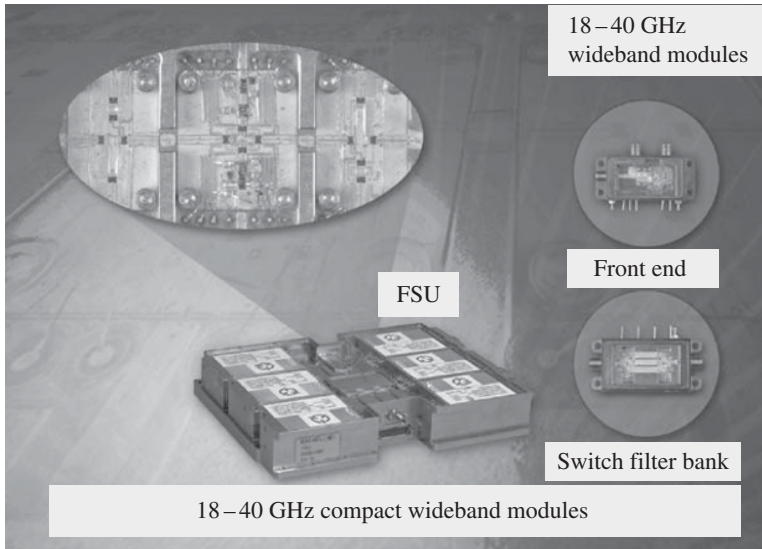 18–40 GHz
wideband modules
Front end
FSU
Switch filter bank
18–40 GHz compact wideband modules